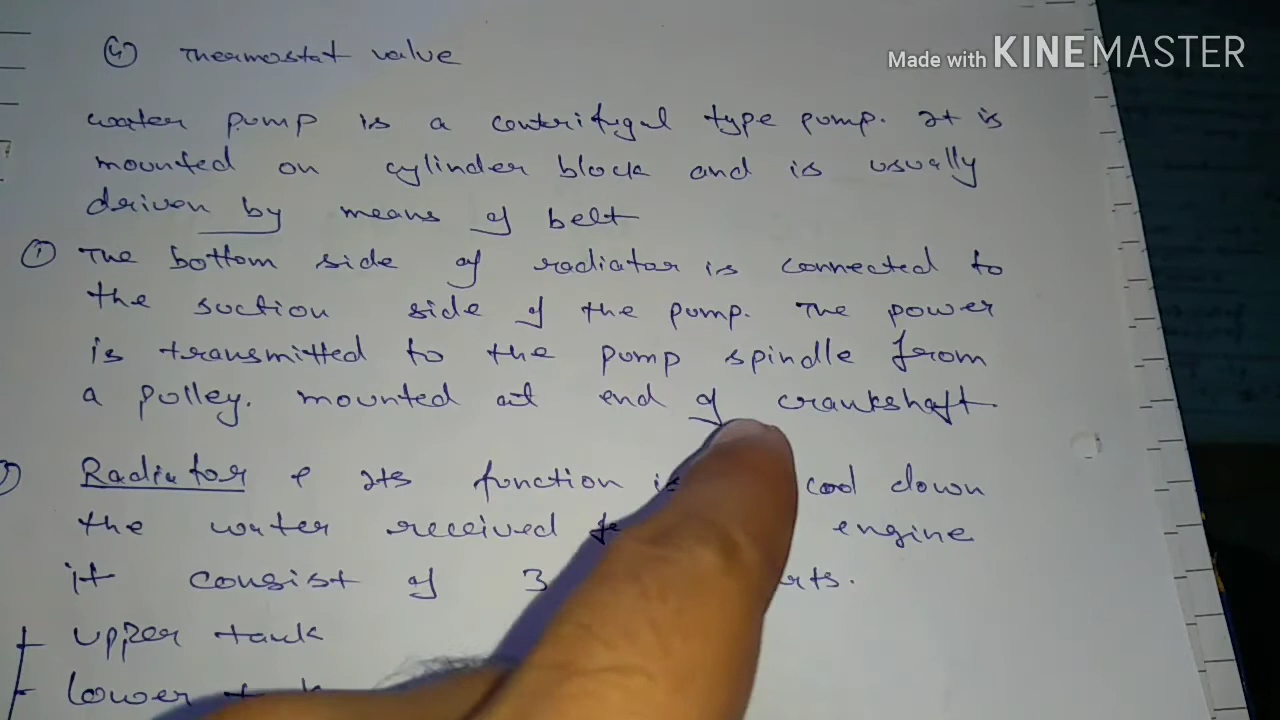 ④ Thermostat value
Made with KINEMASTER
water pump is a centrifugal type pump. It is
mounted on cylinder block and is usually
driven by means of belt
① The bottom side of radiator is connected to
the suction side of the pump. The power
is transmitted to the pump spindle from
a pulley. mounted at end of crankshaft.
Radiator & Its function is cool down
the water received engine
it consist of 3
upper tank
lower